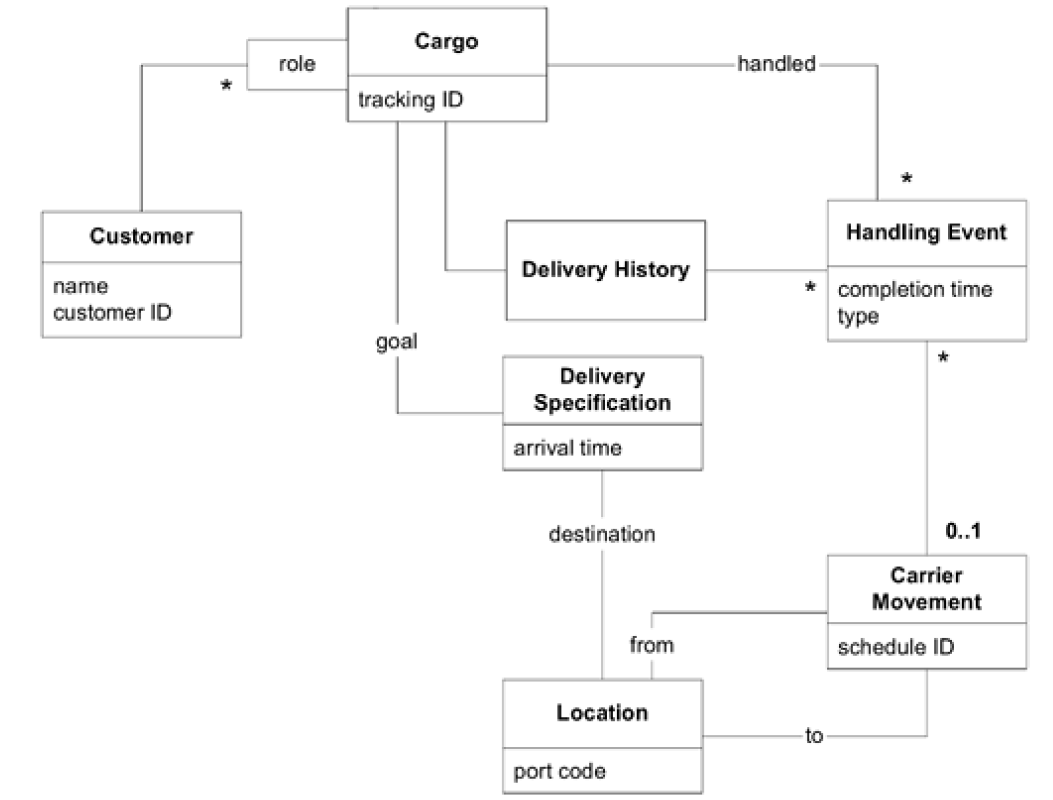 Cargo
tracking ID
role
*
handled
*
Customer
name
customer ID
Delivery History
*
Handling Event
completion time
type
*
goal
Delivery
Specification
arrival time
destination
0..1
Carrier
Movement
schedule ID
from
Location
port code
to